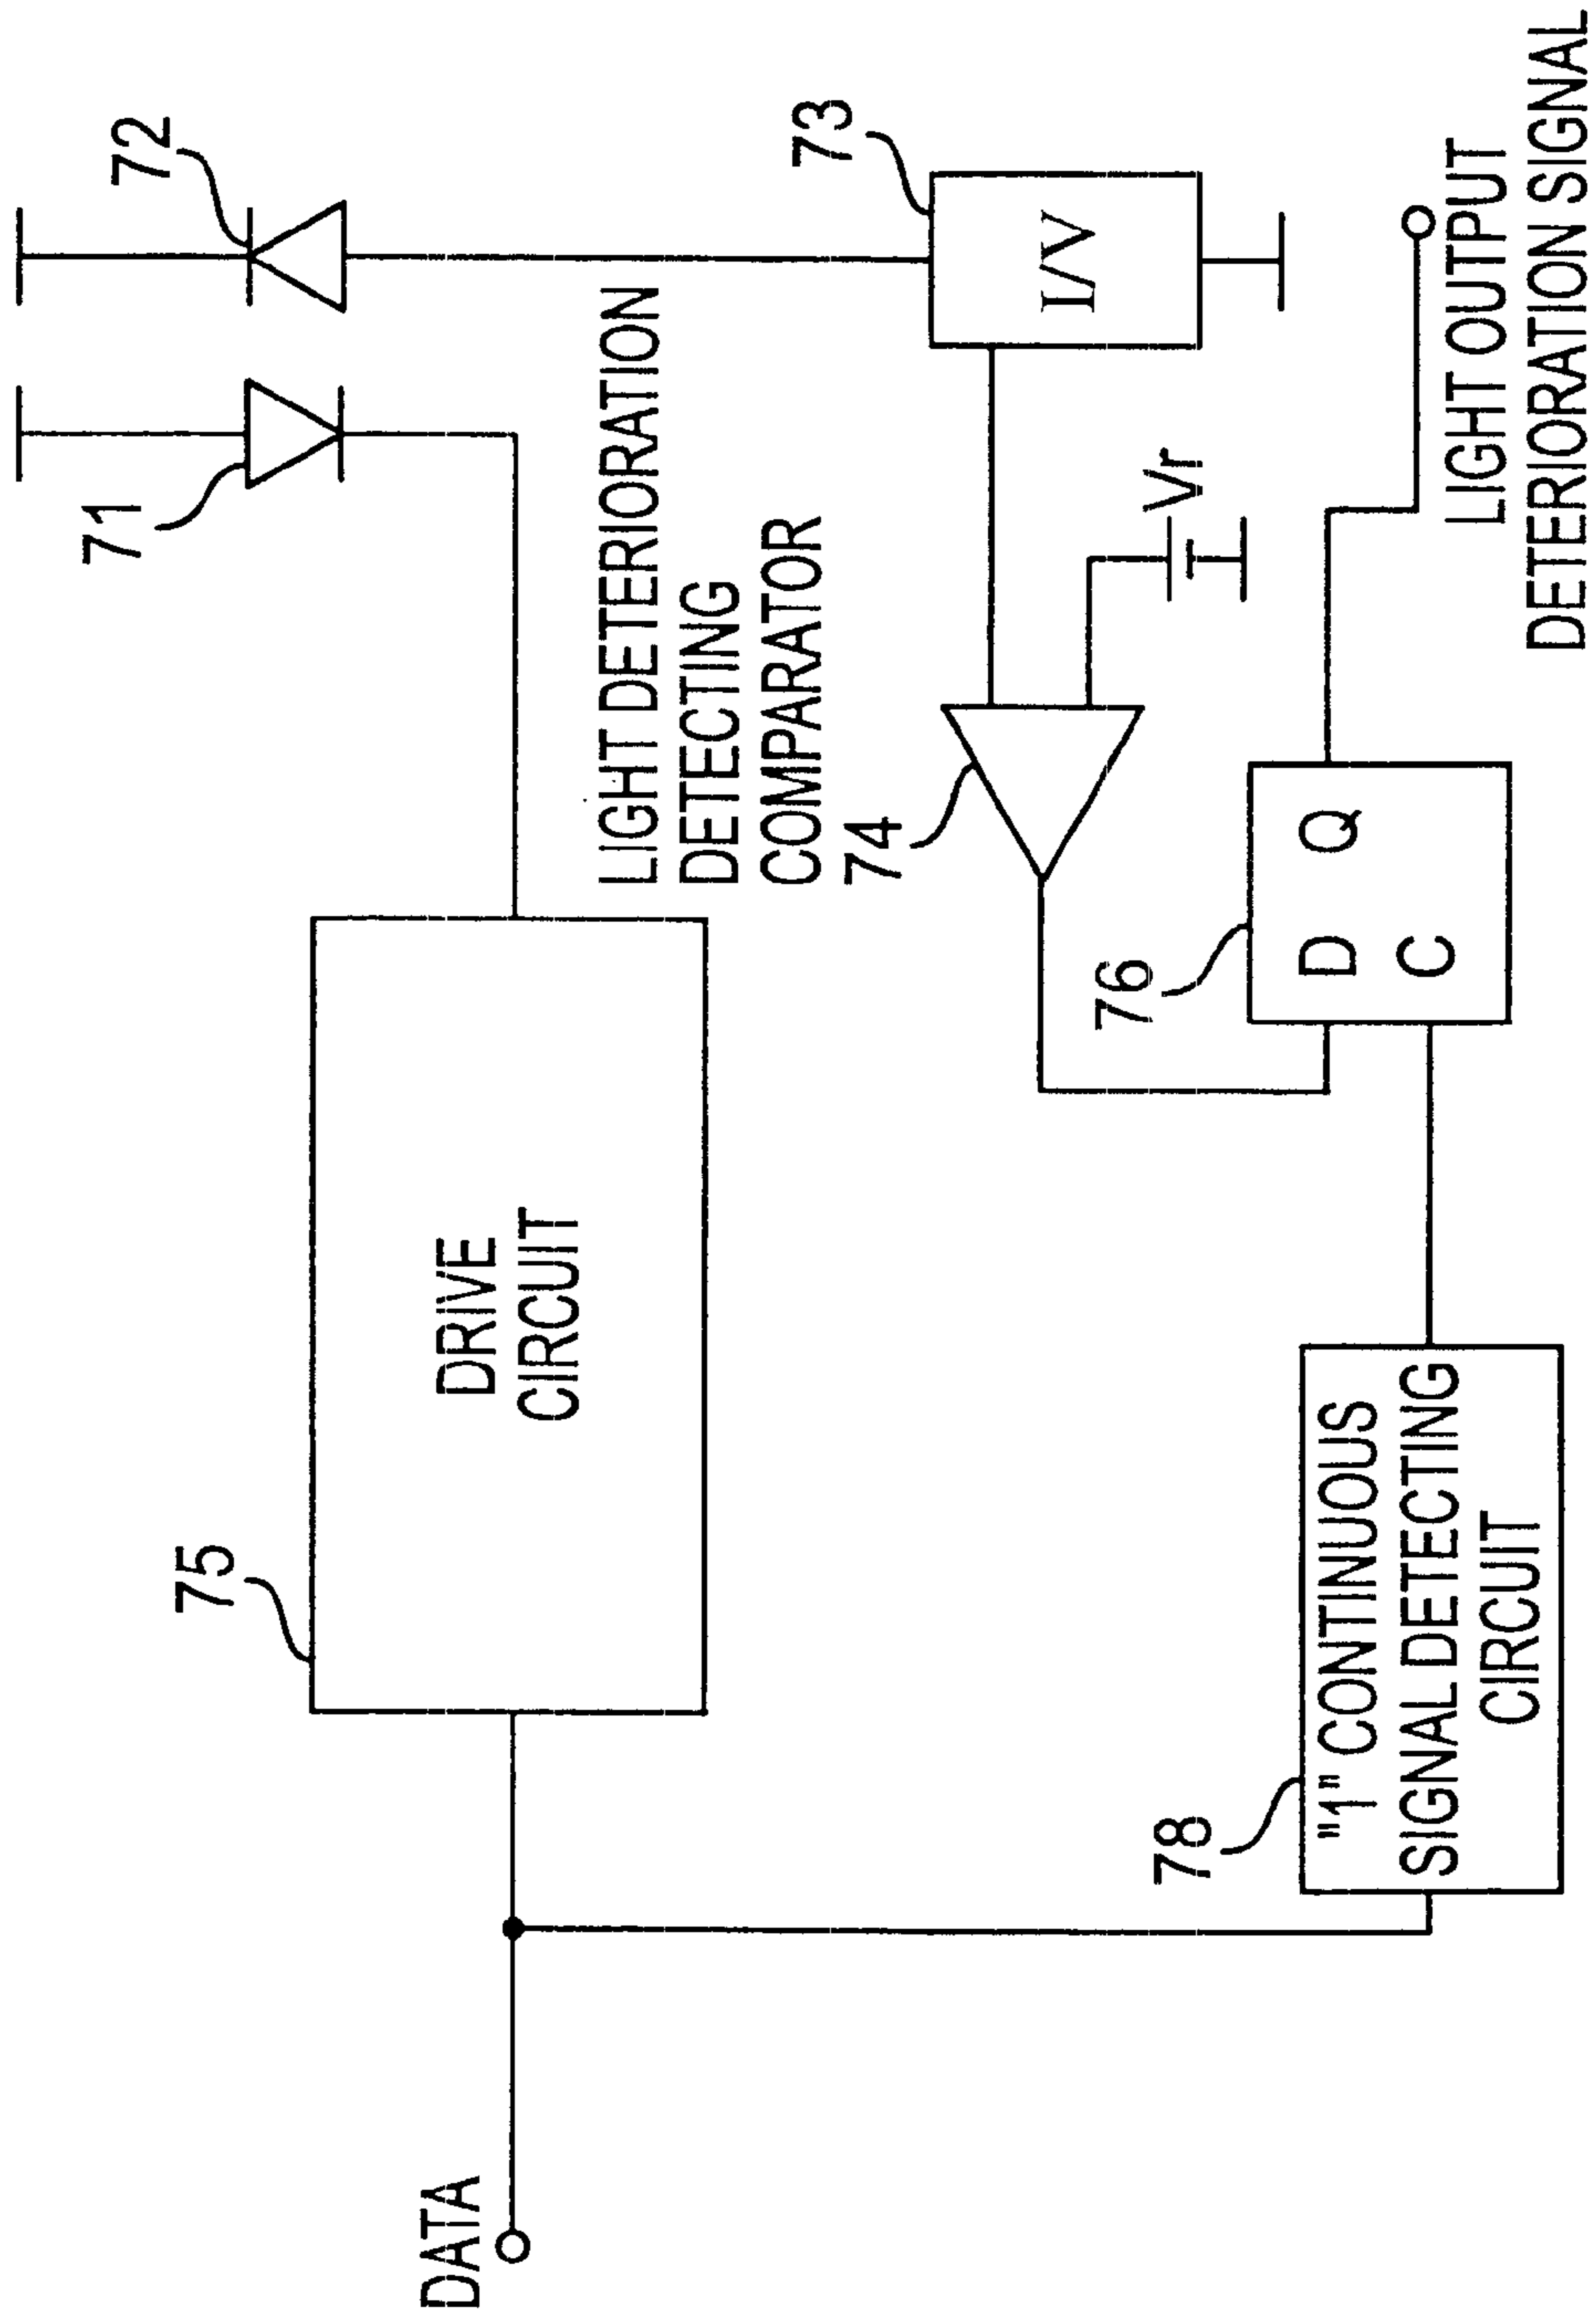 71
72
75
DRIVE
CIRCUIT
LIGHT DETERIORATION
DETECTING
COMPARATOR
74
73
I/V
Vr
DATA
76
D Q
C
78
"1" CONTINUOUS
SIGNAL DETECTING
CIRCUIT
LIGHT OUTPUT
DETERIORATION SIGNAL